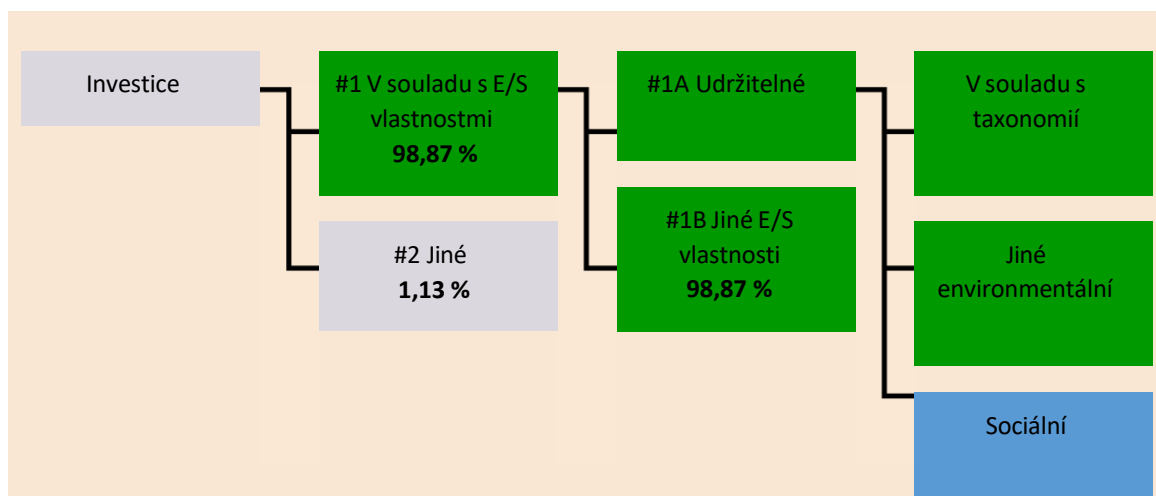 Investice
#1 V souladu s E/S
vlastnostmi
98,87 %
#2 Jiné
1,13 %
#1A Udržitelné
#1B Jiné E/S
vlastnosti
98,87 %
V souladu s
taxonomií
Jiné
environmentální
Sociální